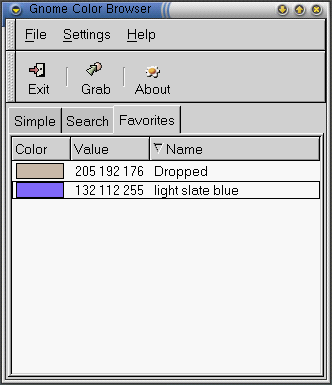 Gnome Color Browser
File Settings Help
Exit Grab About
Simple Search Favorites
Color Value Name
205 192 176 Dropped
132 112 255 light slate blue